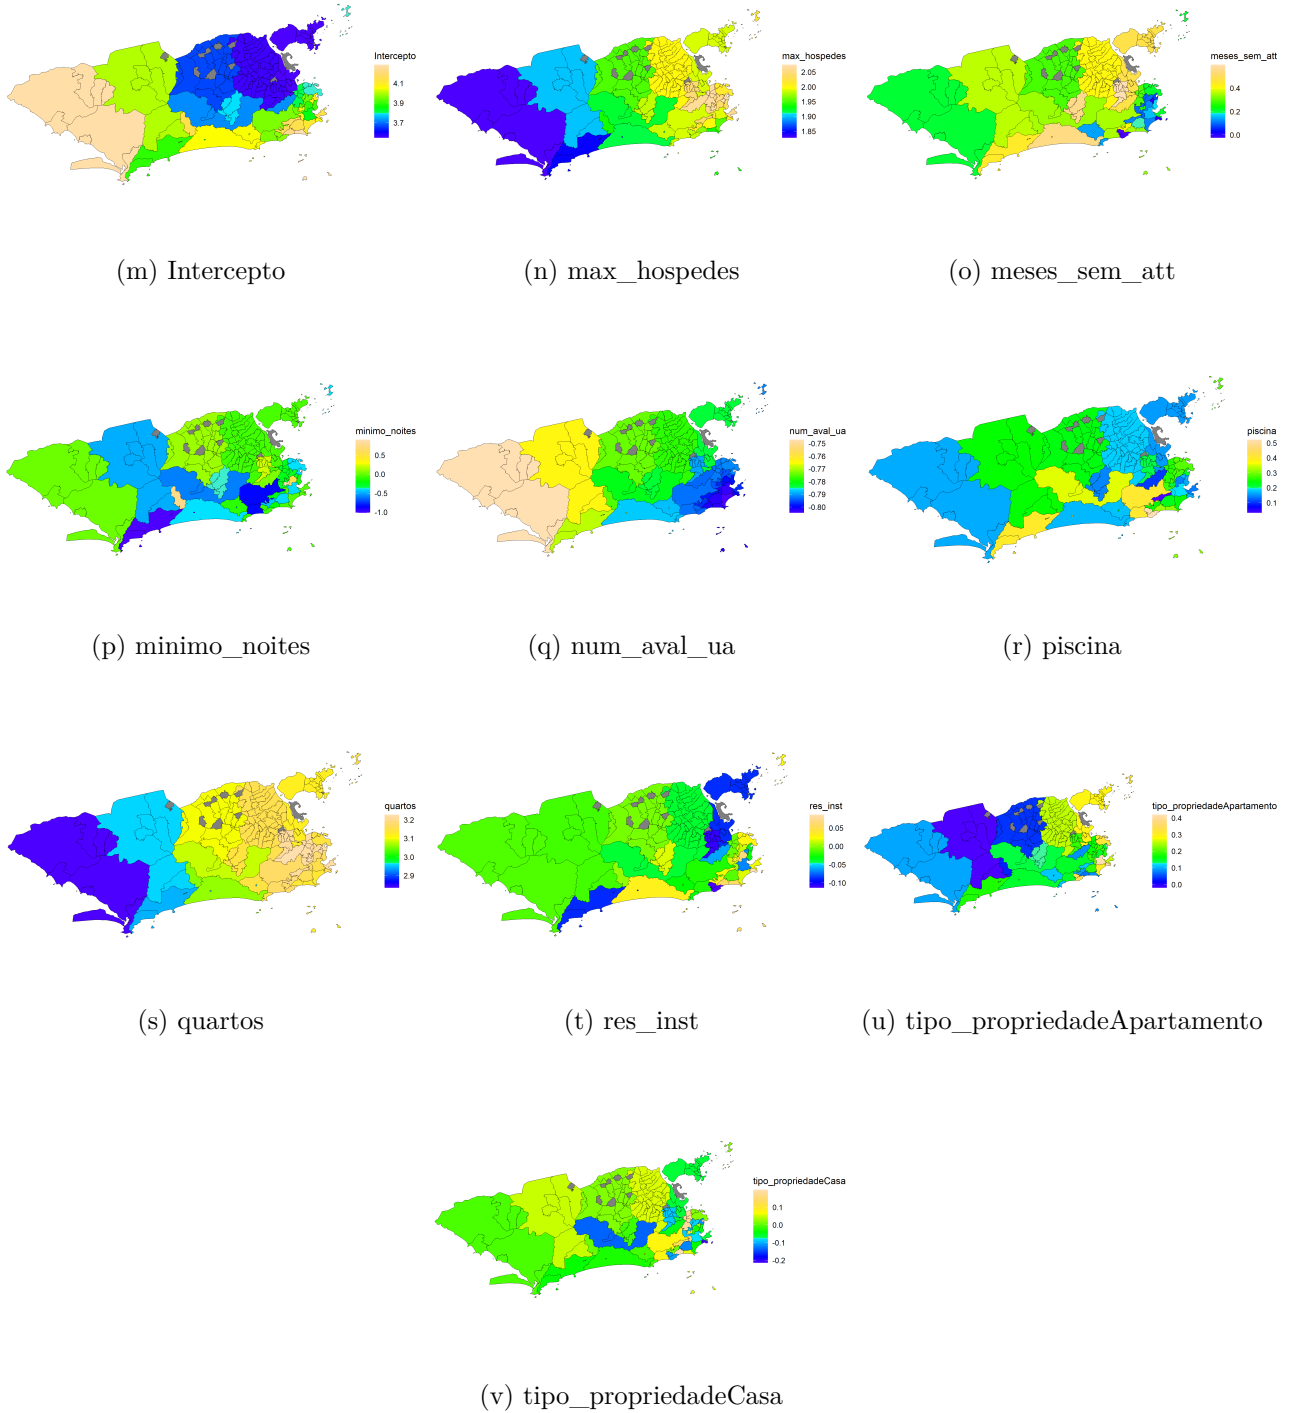 Intercepto
4.1
3.9
3.7
max_hospedes
2.05
2.00
1.95
1.90
1.85
meses_sem_att
0.4
0.2
0.0
(m) Intercepto
(n) max_hospedes
(o) meses_sem_att
minimo_noites
0.5
0.0
-0.5
-1.0
num_aval_ua
-0.75
-0.76
-0.77
-0.78
-0.79
-0.80
piscina
0.5
0.4
0.3
0.2
0.1
(p) minimo_noites
(q) num_aval_ua
(r) piscina
quartos
3.2
3.1
3.0
2.9
res_inst
0.05
0.00
-0.05
-0.10
tipo_propriedadeApartamento
0.4
0.3
0.2
0.1
0.0
(s) quartos
(t) res_inst
(u) tipo_propriedadeApartamento
tipo_propriedadeCasa
0.1
0.0
-0.1
-0.2
(v) tipo_propriedadeCasa